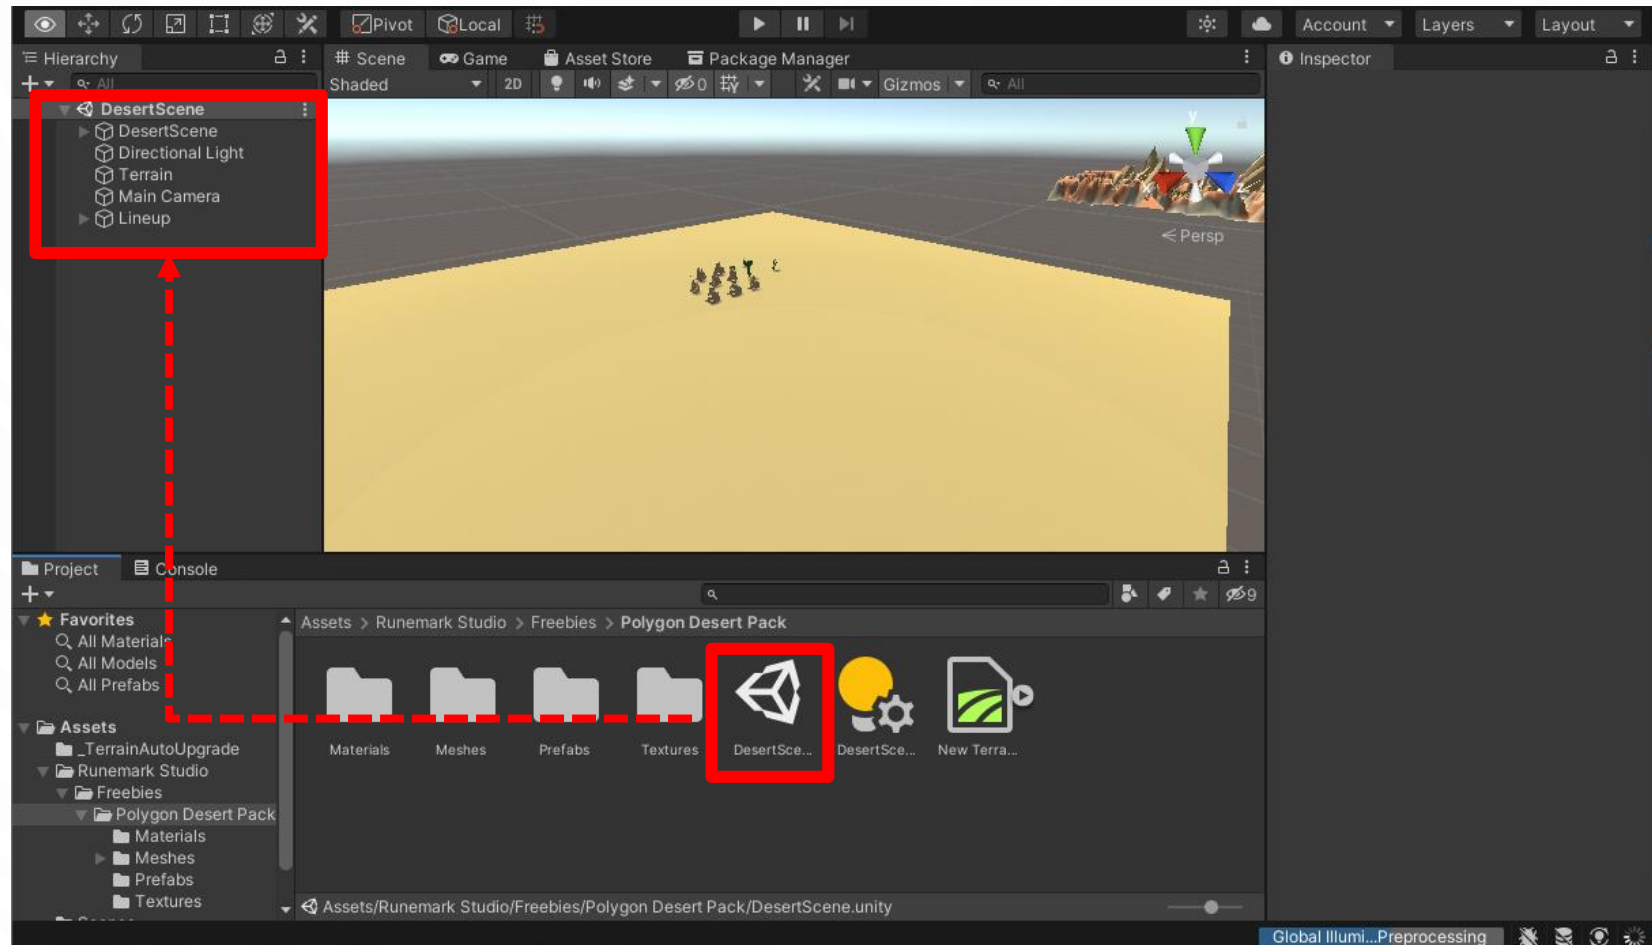 Pivot Local Account Layers Layout
Hierarchy
All
DesertScene
DesertScene
Directional Light
Terrain
Main Camera
Lineup
Scene Game Asset Store Package Manager
Shaded 2D 0 Gizmos All
y
x z
Persp
Inspector
Project Console
9
Favorites
All Materials
All Models
All Prefabs
Assets
_TerrainAutoUpgrade
Runemark Studio
Freebies
Polygon Desert Pack
Materials
Meshes
Prefabs
Textures
Assets > Runemark Studio > Freebies > Polygon Desert Pack
Materials Meshes Prefabs Textures DesertSce... DesertSce... New Terra...
Assets/Runemark Studio/Freebies/Polygon Desert Pack/DesertScene.unity
Global Illumi...Preprocessing